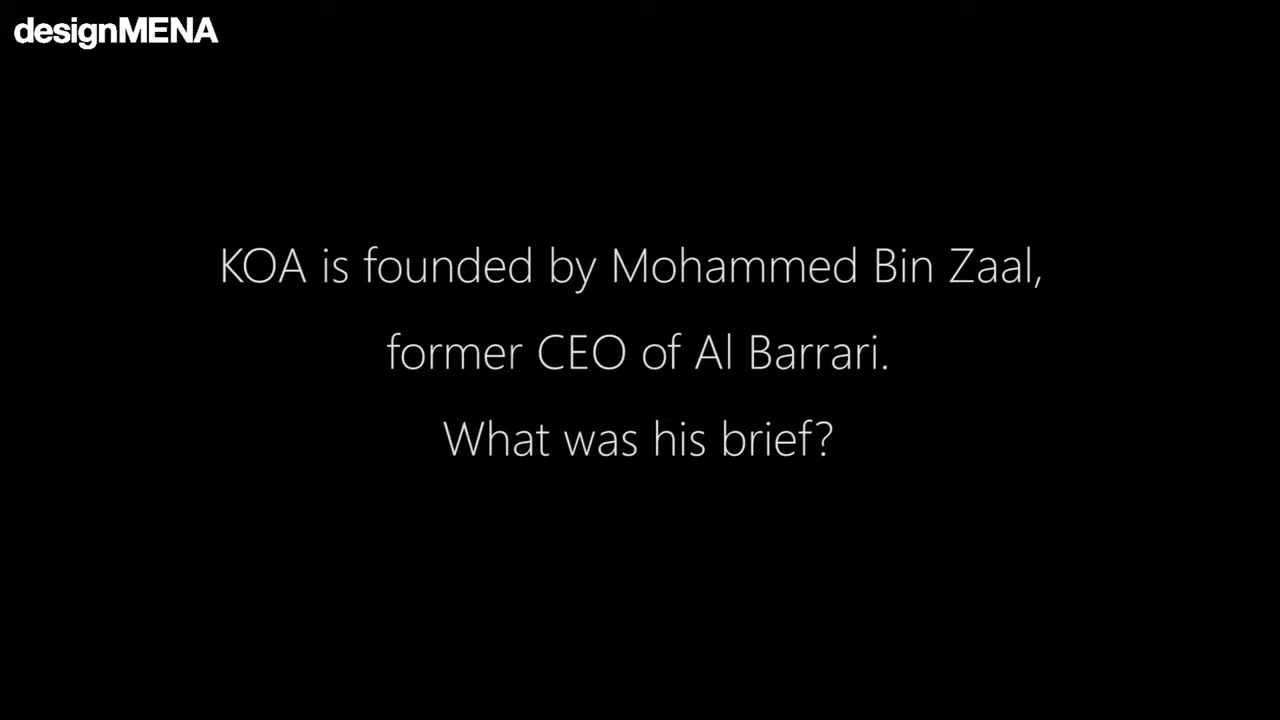 designMENA
KOA is founded by Mohammed Bin Zaal,
former CEO of Al Barrari.
What was his brief?